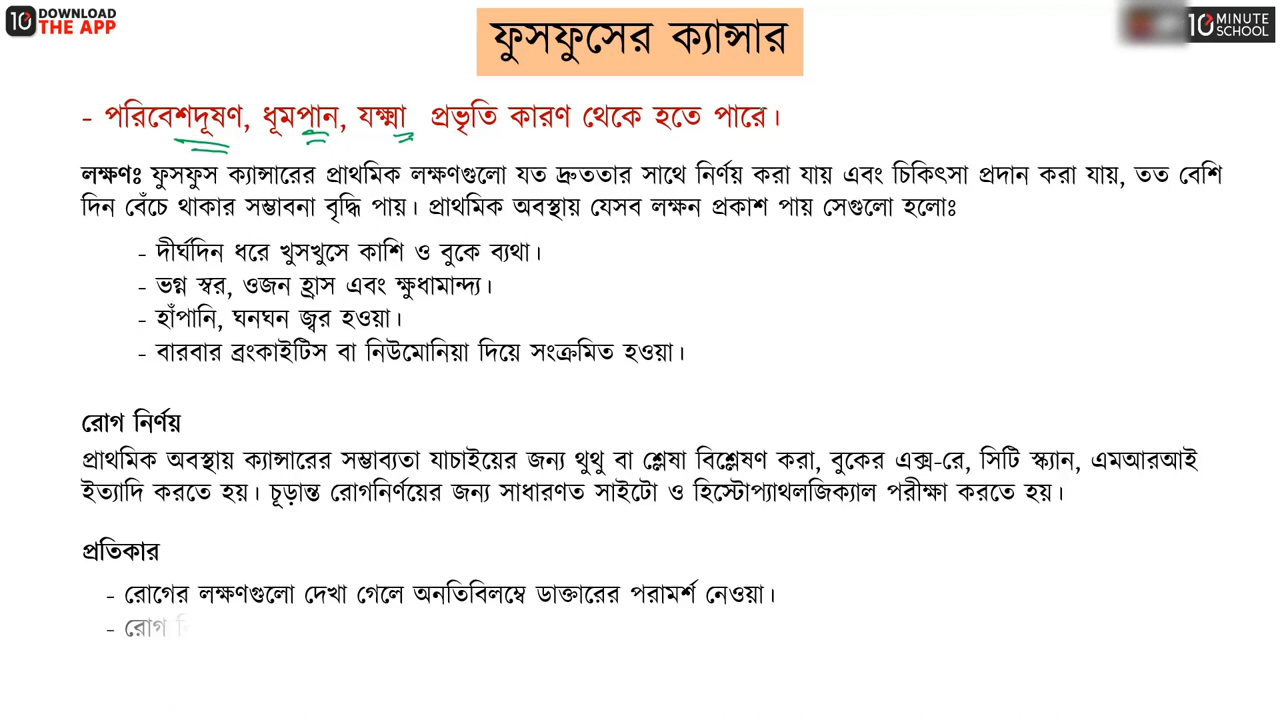 DOWNLOAD
THE APP
10 MINUTE
SCHOOL
ফুসফুসের ক্যান্সার
- পরিবেশদূষণ, ধূমপান, যক্ষ্মা প্রভৃতি কারণ থেকে হতে পারে।
লক্ষণঃ ফুসফুস ক্যান্সারের প্রাথমিক লক্ষণগুলো যত দ্রুততার সাথে নির্ণয় করা যায় এবং চিকিৎসা প্রদান করা যায়, তত বেশি
দিন বেঁচে থাকার সম্ভাবনা বৃদ্ধি পায়। প্রাথমিক অবস্থায় যেসব লক্ষন প্রকাশ পায় সেগুলো হলোঃ
- দীর্ঘদিন ধরে খুসখুসে কাশি ও বুকে ব্যথা।
- ভগ্ন স্বর, ওজন হ্রাস এবং ক্ষুধামান্দ্য।
- হাঁপানি, ঘনঘন জ্বর হওয়া।
- বারবার ব্রংকাইটিস বা নিউমোনিয়া দিয়ে সংক্রমিত হওয়া।
রোগ নির্ণয়
প্রাথমিক অবস্থায় ক্যান্সারের সম্ভাব্যতা যাচাইয়ের জন্য থুথু বা শ্লেষা বিশ্লেষণ করা, বুকের এক্স-রে, সিটি স্ক্যান, এমআরআই
ইত্যাদি করতে হয়। চূড়ান্ত রোগনির্ণয়ের জন্য সাধারণত সাইটো ও হিস্টোপ্যাথলজিক্যাল পরীক্ষা করতে হয়।
প্রতিকার
- রোগের লক্ষণগুলো দেখা গেলে অনতিবিলম্বে ডাক্তারের পরামর্শ নেওয়া।
- রোগ